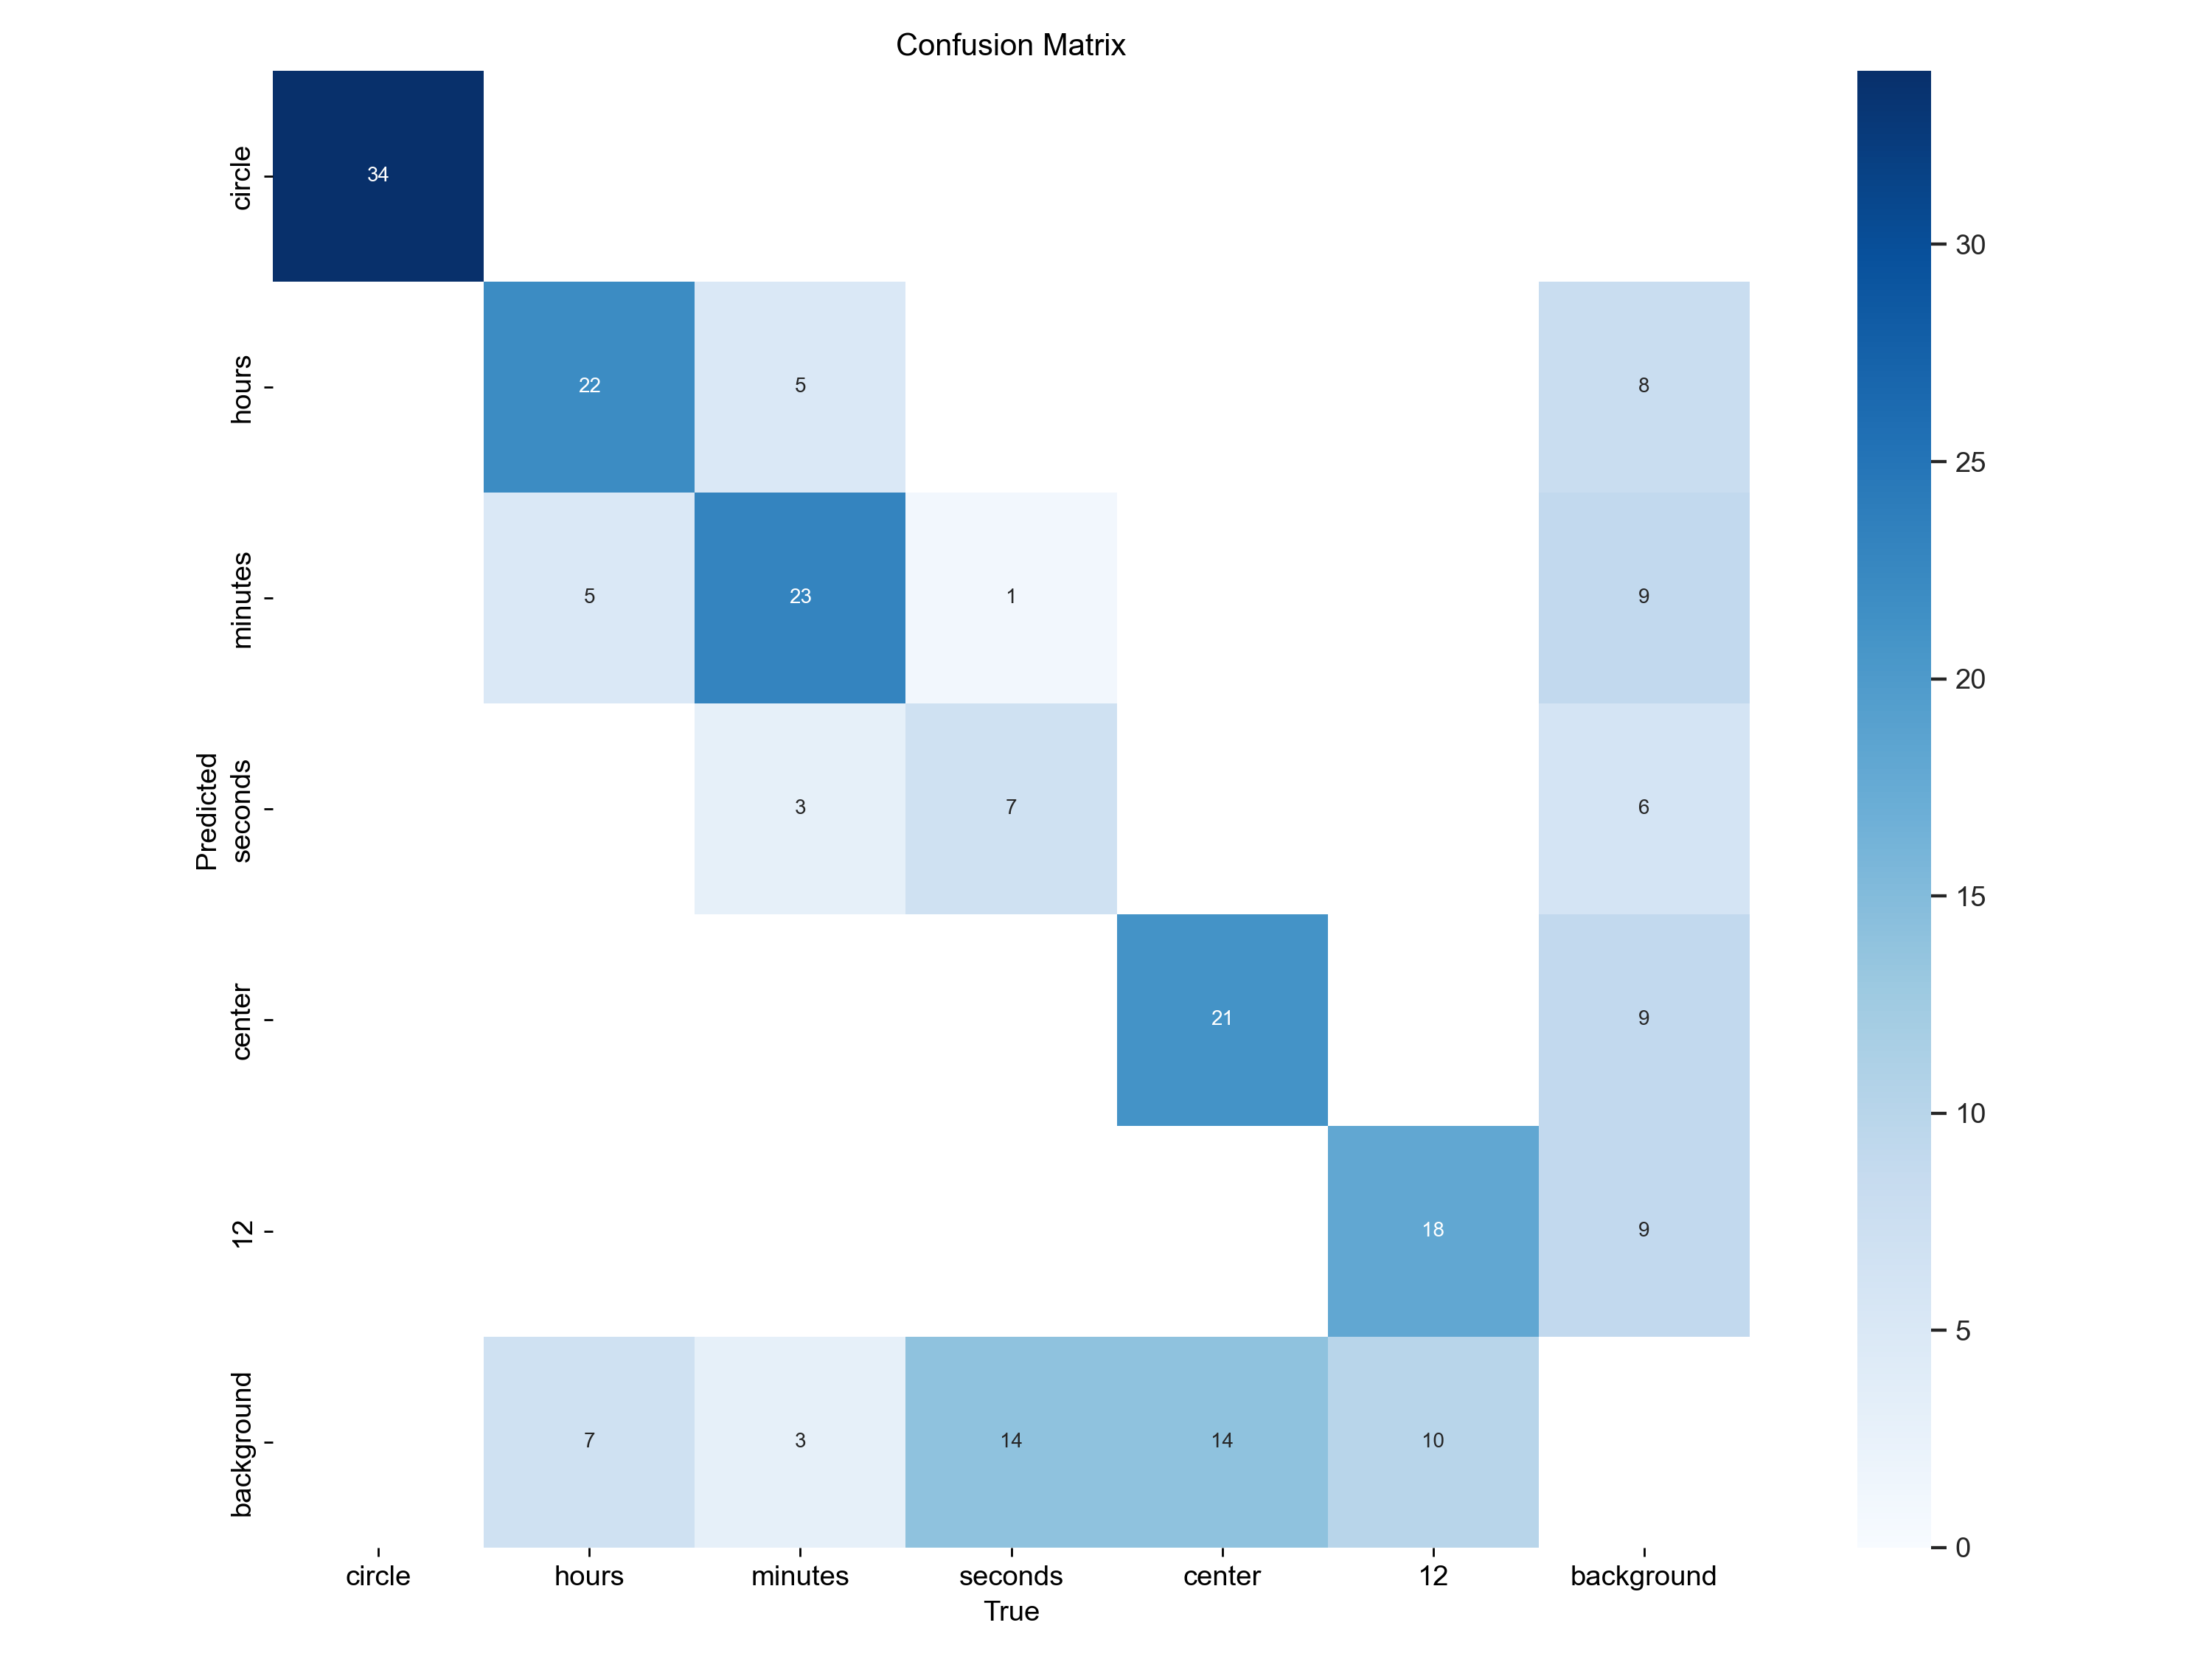 Confusion Matrix
circle
34
30
hours
22 5 8
25
minutes
5 23 1 9
20
Predicted
seconds
3 7 6
15
center
21 9
10
12
18 9
5
background
7 3 14 14 10
0
circle hours minutes seconds center 12 background
True